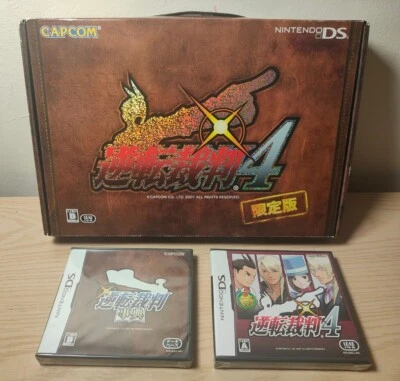 CAPCOM
NINTENDO DS
逆転裁判4
©CAPCOM CO., LTD. 2007 ALL RIGHTS RESERVED.
限定版
NINTENDO DS
CAPCOM
逆転裁判
NINTENDO DS
逆転裁判4
A